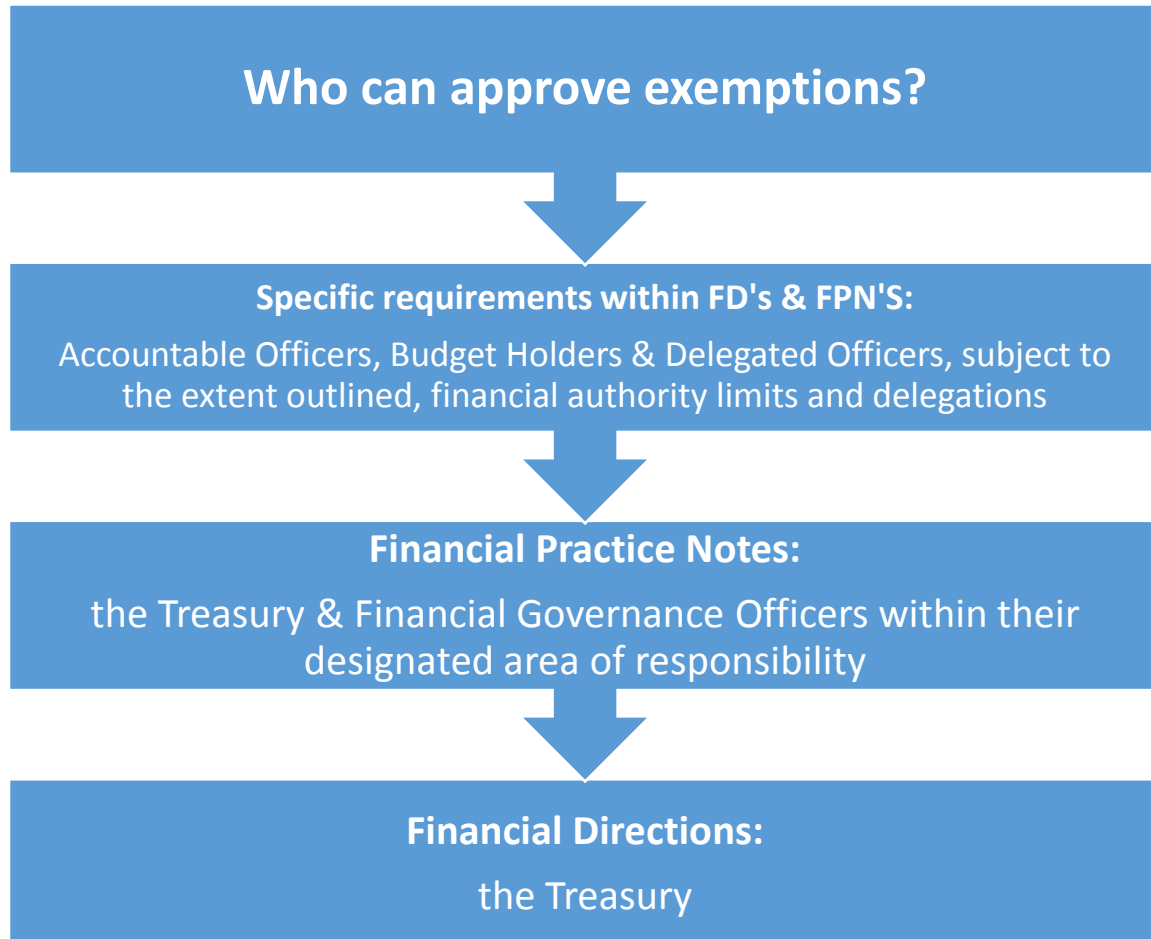 Who can approve exemptions?
Specific requirements within FD's & FPN'S:
Accountable Officers, Budget Holders & Delegated Officers, subject to
the extent outlined, financial authority limits and delegations
Financial Practice Notes:
the Treasury & Financial Governance Officers within their
designated area of responsibility
Financial Directions:
the Treasury